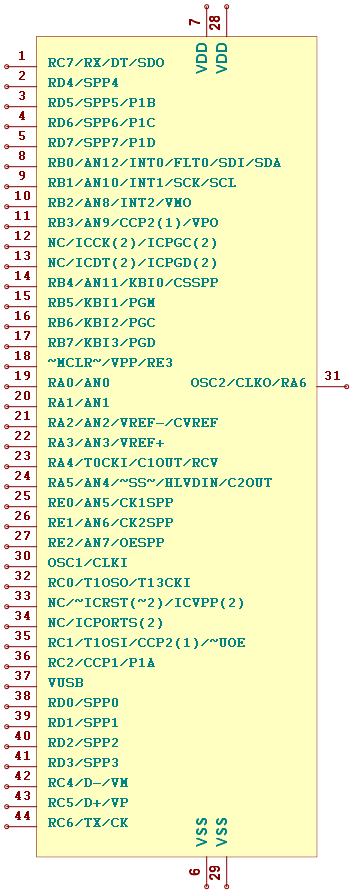 7 28
VDD VDD
1 RC7/RX/DT/SDO
2 RD4/SPP4
3 RD5/SPP5/P1B
4 RD6/SPP6/P1C
5 RD7/SPP7/P1D
8 RB0/AN12/INT0/FLT0/SDI/SDA
9 RB1/AN10/INT1/SCK/SCL
10 RB2/AN8/INT2/VMO
11 RB3/AN9/CCP2(1)/VPO
12 NC/ICCK(2)/ICPGC(2)
13 NC/ICDT(2)/ICPGD(2)
14 RB4/AN11/KBI0/CSSPP
15 RB5/KBI1/PGM
16 RB6/KBI2/PGC
17 RB7/KBI3/PGD
18 ~MCLR~/VPP/RE3
19 RA0/AN0 OSC2/CLKO/RA6 31
20 RA1/AN1
21 RA2/AN2/VREF-/CVREF
22 RA3/AN3/VREF+
23 RA4/T0CKI/C1OUT/RCV
24 RA5/AN4/~SS~/HLVDIN/C2OUT
25 RE0/AN5/CK1SPP
26 RE1/AN6/CK2SPP
27 RE2/AN7/OESPP
30 OSC1/CLKI
32 RC0/T1OSO/T13CKI
33 NC/~ICRST(~2)/ICVPP(2)
34 NC/ICPORTS(2)
35 RC1/T1OSI/CCP2(1)/~UOE
36 RC2/CCP1/P1A
37 VUSB
38 RD0/SPP0
39 RD1/SPP1
40 RD2/SPP2
41 RD3/SPP3
42 RC4/D-/VM
43 RC5/D+/VP
44 RC6/TX/CK
VSS VSS
6 29